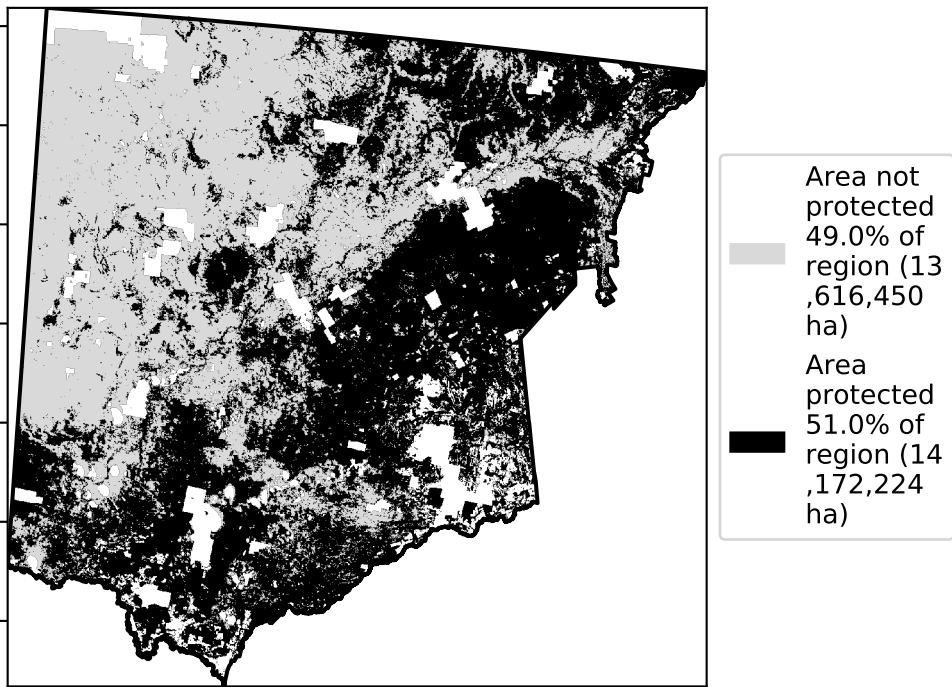 Area not
protected
49.0% of
region (13
,616,450
ha)
Area
protected
51.0% of
region (14
,172,224
ha)